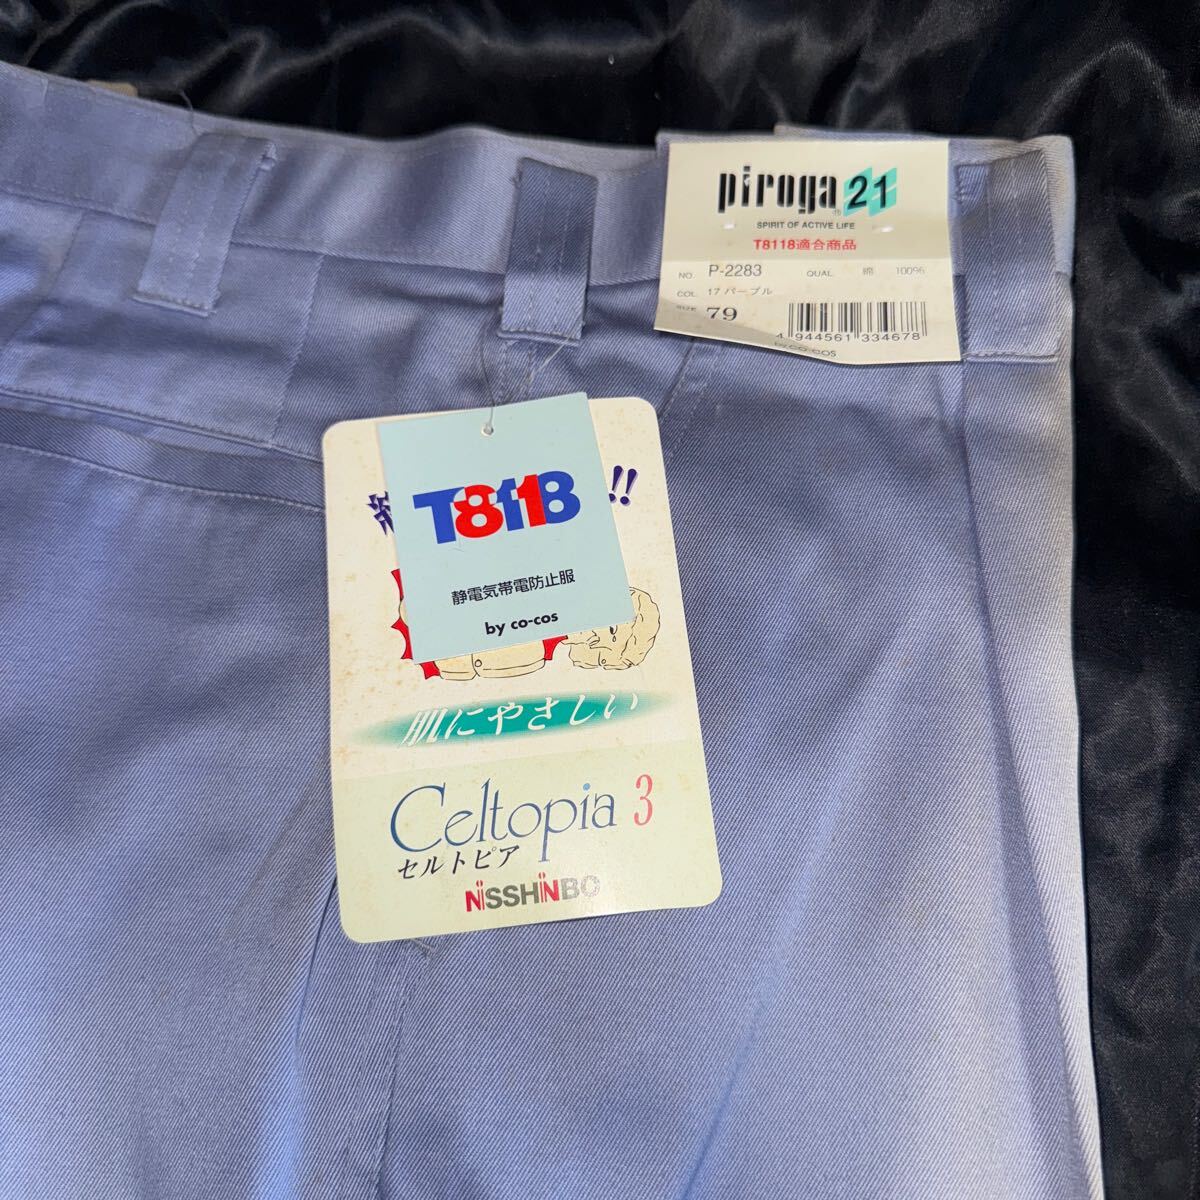 piroga 21
SPIRIT OF ACTIVE LIFE
T8118適合商品
NO. P-2283 QUAL. 綿 100%
COL. 17 パープル
SIZE 79
4 944561 334678
by CO-COS
!!
T8118
静電気帯電防止服
by co-cos
肌にやさしい
Celtopia 3
セルトピア
NISSHINBO